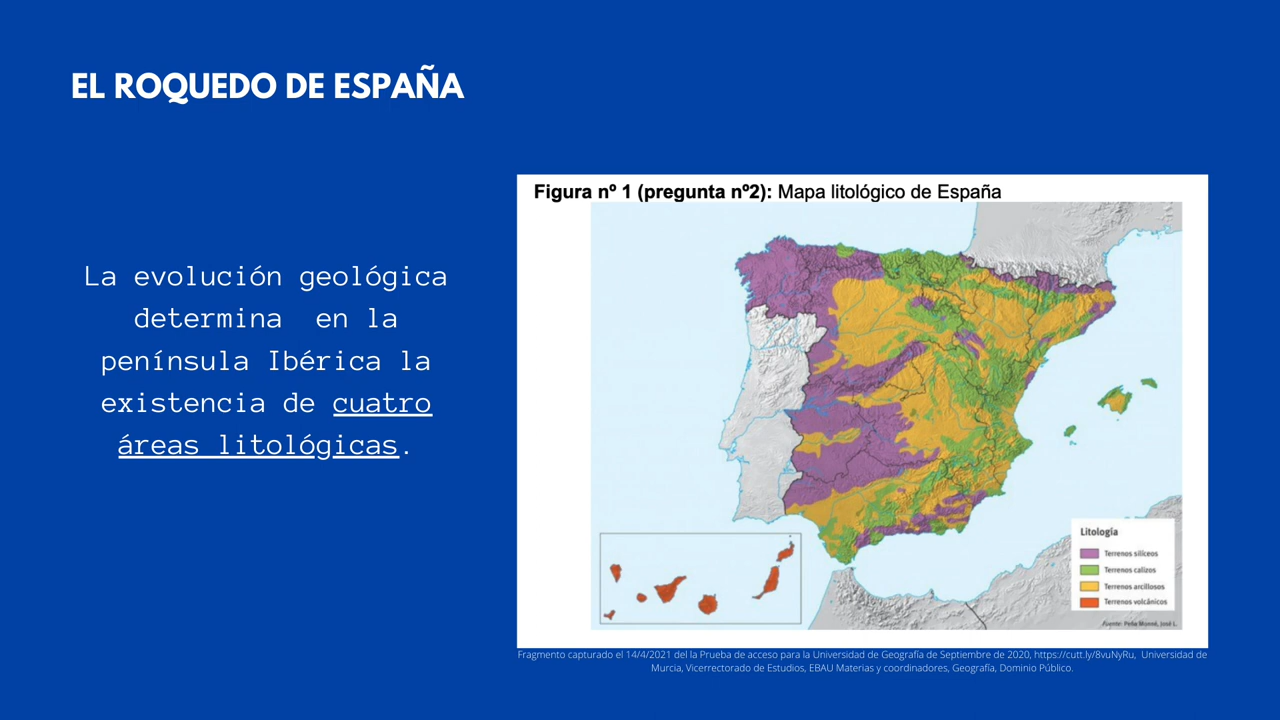 EL ROQUEDO DE ESPAÑA
La evolución geológica
determina  en la
península Ibérica la
existencia de cuatro
áreas litológicas.
Figura nº 1 (pregunta nº2): Mapa litológico de España
Litología
Terrenos silíceos
Terrenos calizos
Terrenos arcillosos
Terrenos volcánicos
Fuente: Peña Monné, José L.
Fragmento capturado el 14/4/2021 del la Prueba de acceso para la Universidad de Geografía de Septiembre de 2020, https://cutt.ly/8vuNyRu,  Universidad de
Murcia, Vicerrectorado de Estudios, EBAU Materias y coordinadores, Geografía, Dominio Público.